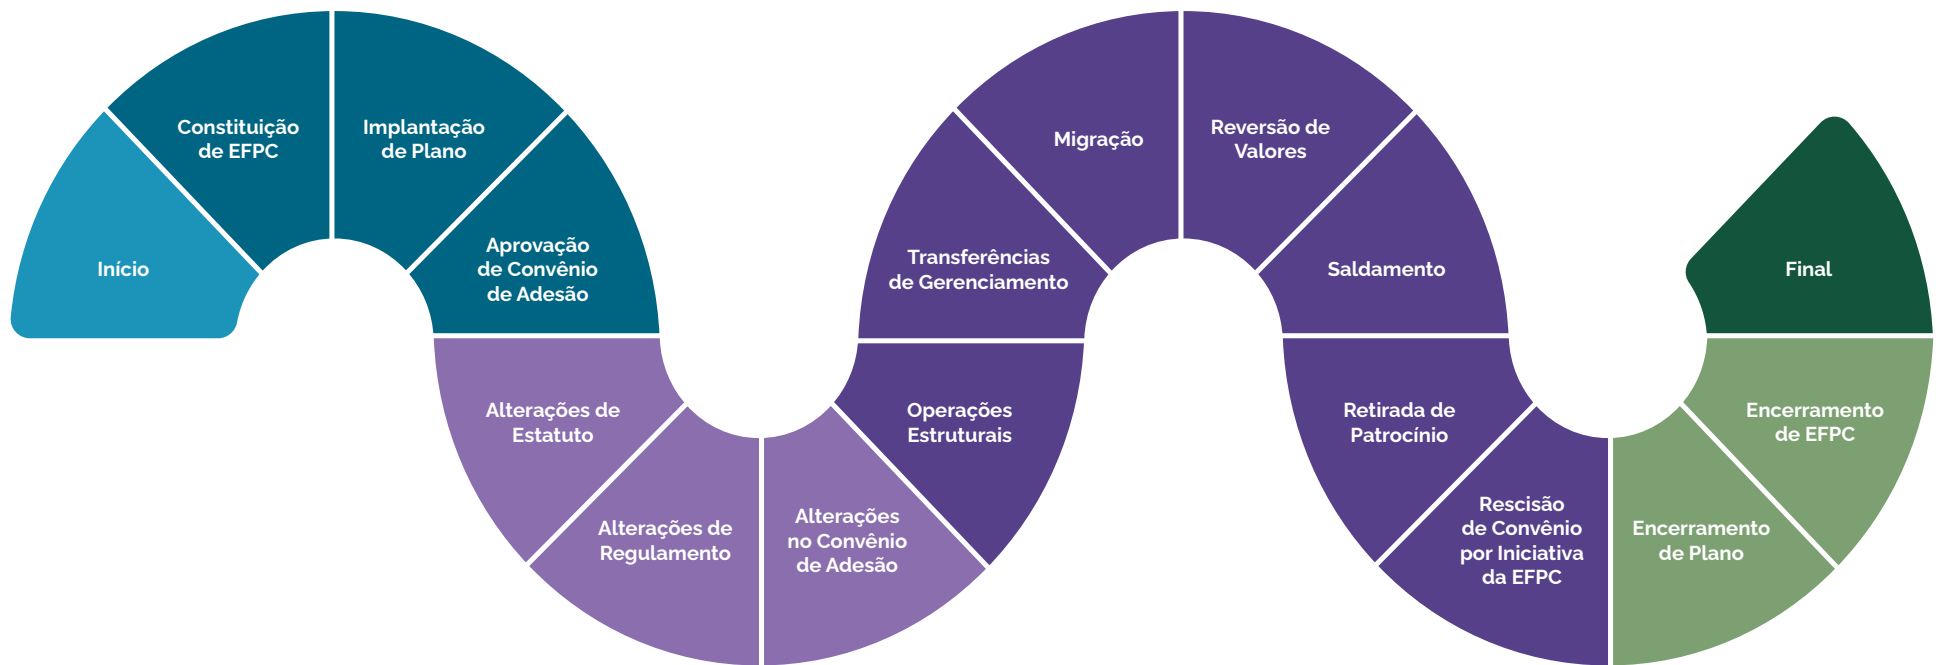 Início
Constituição
de EFPC
Implantação
de Plano
Aprovação
de Convênio
de Adesão
Alterações de
Estatuto
Alterações de
Regulamento
Alterações
no Convênio
de Adesão
Operações
Estruturais
Transferências
de Gerenciamento
Migração
Reversão de
Valores
Saldamento
Retirada de
Patrocínio
Rescisão
de Convênio
por Iniciativa
da EFPC
Encerramento
de Plano
Encerramento
de EFPC
Final